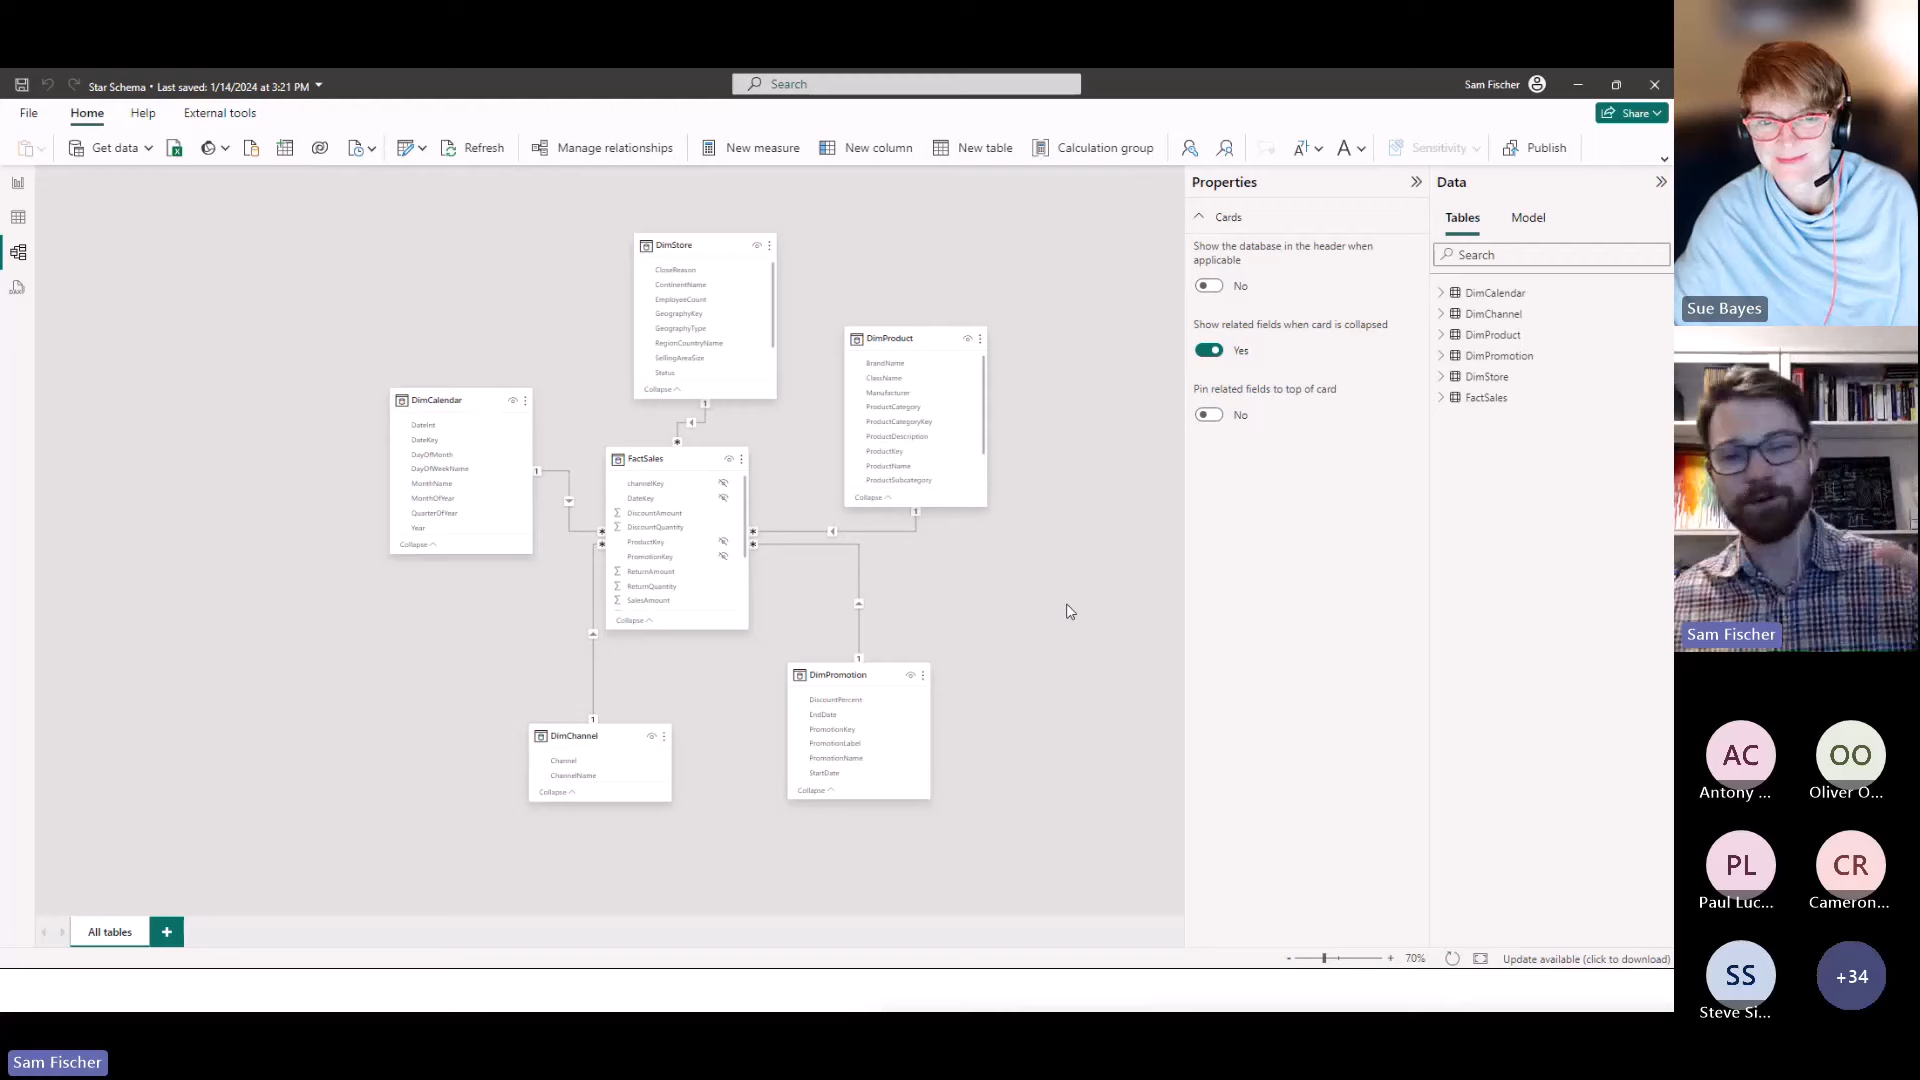 Star Schema • Last saved: 1/14/2024 at 3:21 PM
Search
Sam Fischer
File
Home
Help
External tools
Share
Get data
Refresh
Manage relationships
New measure
New column
New table
Calculation group
Sensitivity
Publish
DimStore
CloseReason
ContinentName
EmployeeCount
GeographyKey
GeographyType
RegionCountryName
SellingAreaSize
Status
Collapse
1
*
DimProduct
BrandName
ClassName
Manufacturer
ProductCategory
ProductCategoryKey
ProductDescription
ProductKey
ProductName
ProductSubcategory
Collapse
1
*
DimCalendar
DateInt
DateKey
DayOfMonth
DayOfWeekName
MonthName
MonthOfYear
QuarterOfYear
Year
Collapse
1
*
FactSales
channelKey
DateKey
DiscountAmount
DiscountQuantity
ProductKey
PromotionKey
ReturnAmount
ReturnQuantity
SalesAmount
Collapse
*
*
DimPromotion
DiscountPercent
EndDate
PromotionKey
PromotionLabel
PromotionName
StartDate
Collapse
1
DimChannel
Channel
ChannelName
Collapse
1
All tables
+
Properties
Cards
Show the database in the header when
applicable
No
Show related fields when card is collapsed
Yes
Pin related fields to top of card
No
Data
Tables
Model
Search
DimCalendar
DimChannel
DimProduct
DimPromotion
DimStore
FactSales
- + 70%
Update available (click to download)
Sue Bayes
Sam Fischer
AC
Antony ...
OO
Oliver O...
PL
Paul Luc...
CR
Cameron...
SS
Steve Si...
+34
Sam Fischer